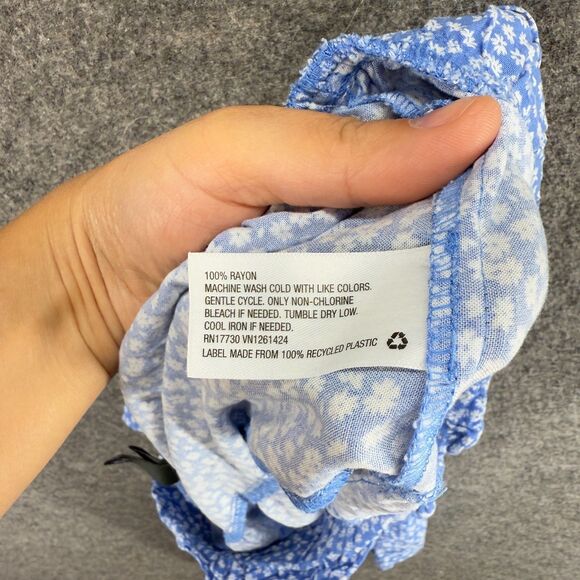 100% RAYON
MACHINE WASH COLD WITH LIKE COLORS.
GENTLE CYCLE. ONLY NON-CHLORINE
BLEACH IF NEEDED. TUMBLE DRY LOW.
COOL IRON IF NEEDED.
RN17730 VN1261424
LABEL MADE FROM 100% RECYCLED PLASTIC